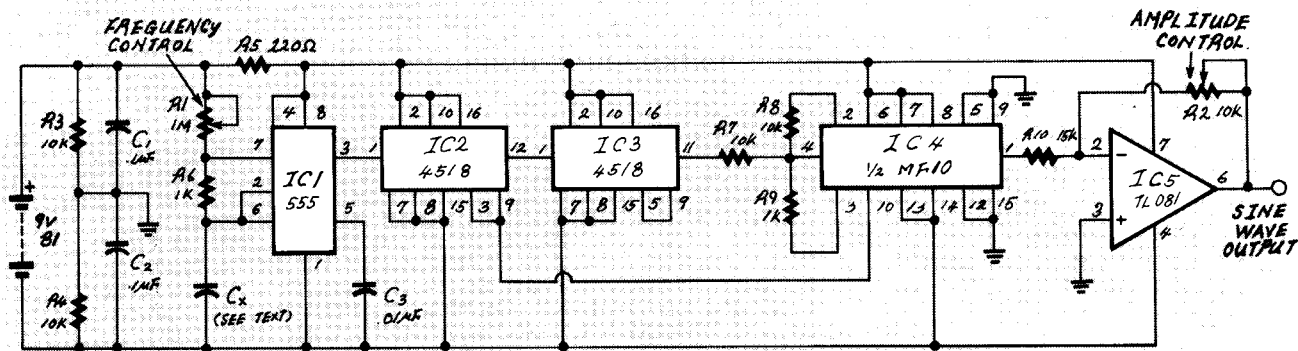 FREQUENCY
CONTROL
R5 220Ω
R1
1M
R3
10K
C1
.1µF
R6
1K
4
8
7
2
6
3
5
1
IC1
555
9V
B1
+
C2
.1µF
R4
10K
Cx
(SEE TEXT)
C3
.01µF
2
10
16
1
IC2
4518
12
7
8
15
3
9
2
10
16
1
IC3
4518
11
7
8
15
5
9
R7
10K
R8
10K
R9
1K
2
6
7
8
5
9
4
IC4
1/2 MF10
1
3
10
13
14
12
15
R10 15K
AMPLITUDE
CONTROL
R2 10K
2
-
7
IC5
TL081
6
3
+
4
SINE
WAVE
OUTPUT